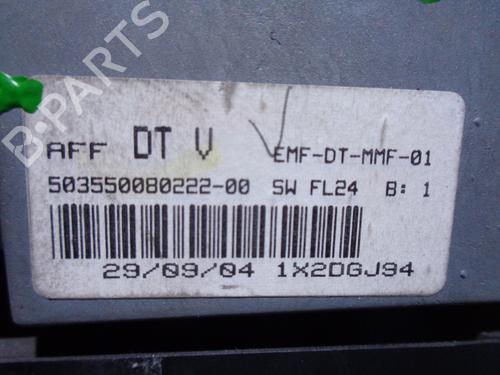 B-PARTS
AFF DT V EMF-DT-MMF-01
503550080222-00 SW FL24 B: 1
29/09/04 1X2DGJ94